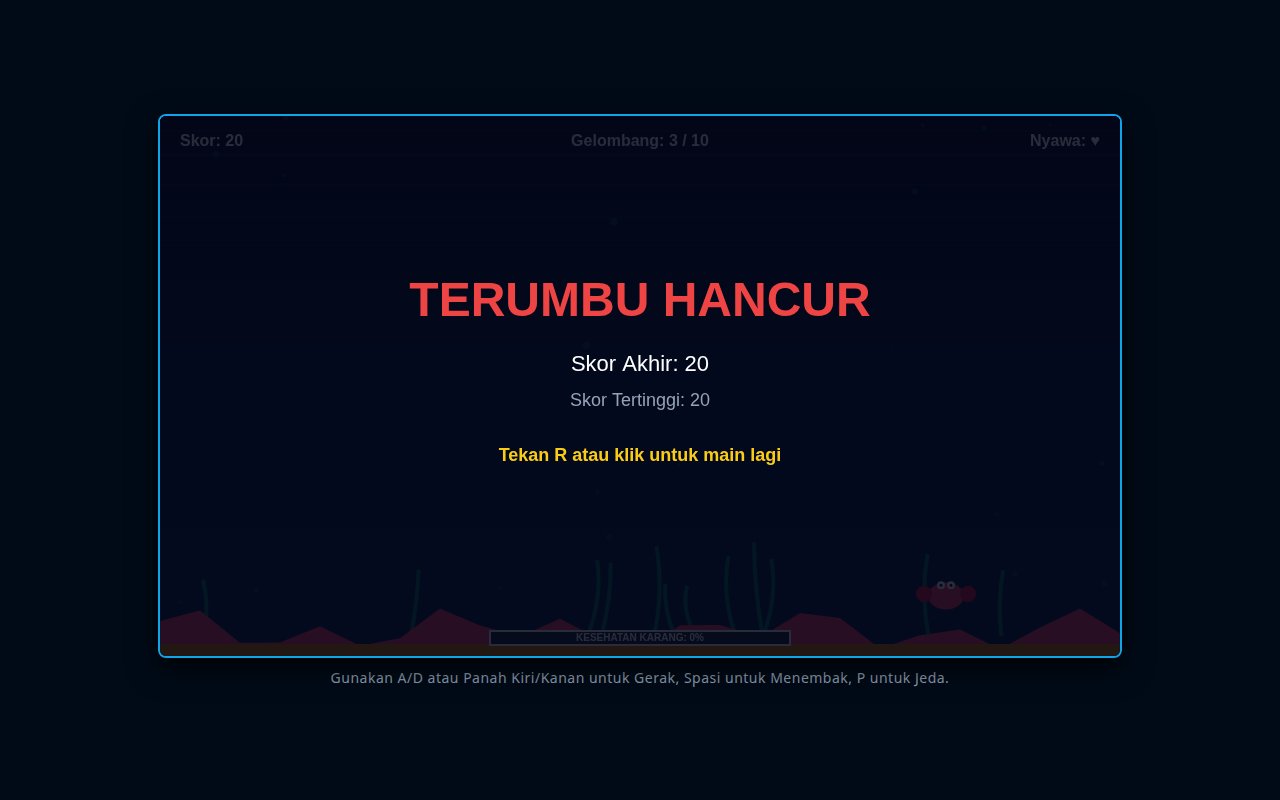 Skor: 20
Gelombang: 3 / 10
Nyawa: ♥
TERUMBU HANCUR
Skor Akhir: 20
Skor Tertinggi: 20
Tekan R atau klik untuk main lagi
KESEHATAN KARANG: 0%
Gunakan A/D atau Panah Kiri/Kanan untuk Gerak, Spasi untuk Menembak, P untuk Jeda.